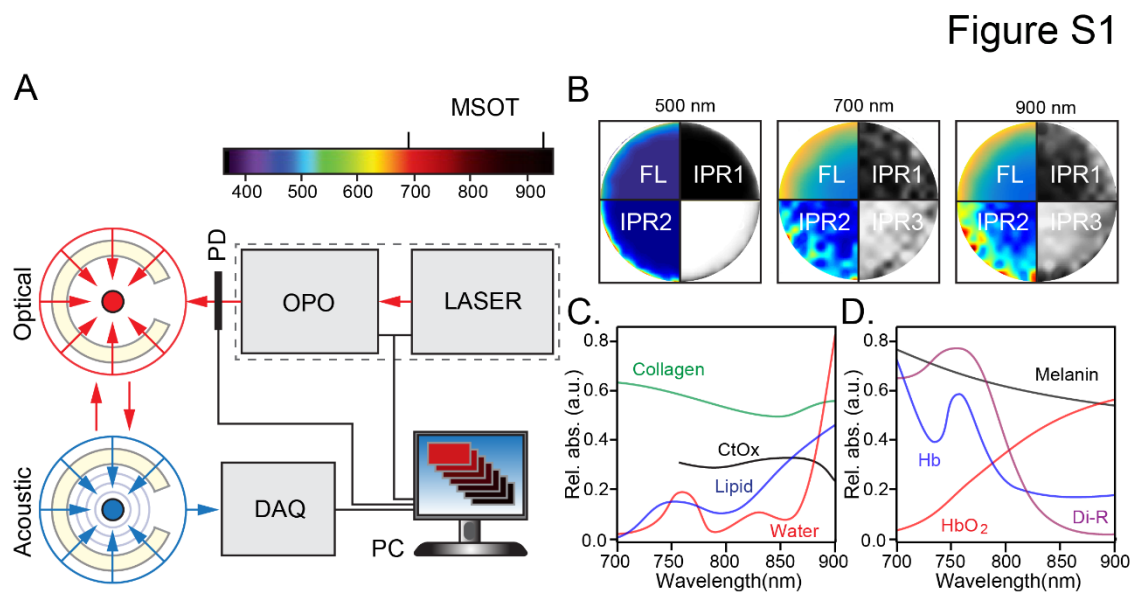 Figure S1
A
MSOT
400 500 600 700 800 900
Optical
PD
OPO
LASER
Acoustic
DAQ
PC
B
500 nm
700 nm
900 nm
FL IPR1
IPR2
FL IPR1
IPR2 IPR3
FL IPR1
IPR2 IPR3
C.
Rel. abs. (a.u.)
0.8
0.6
0.4
0.2
0.0
Collagen
CtOx
Lipid
Water
700 750 800 850 900
Wavelength(nm)
D.
Rel. abs. (a.u.)
0.8
0.6
0.4
0.2
0.0
Melanin
Hb
HbO2
Di-R
700 750 800 850 900
Wavelength(nm)